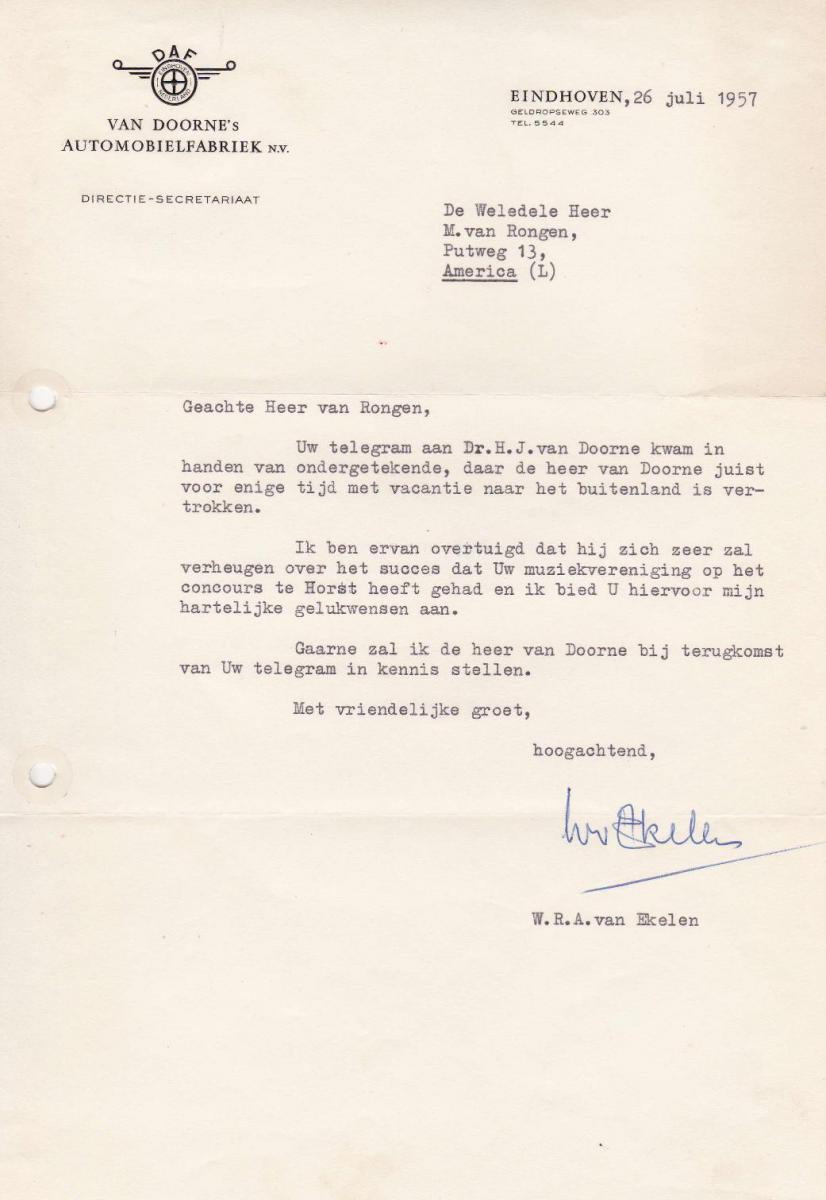 DAF
EINDHOVEN
NEDERLAND
VAN DOORNE's
AUTOMOBIELFABRIEK N.V.
DIRECTIE-SECRETARIAAT
EINDHOVEN, 26 juli 1957
GELDROPSEWEG 303
TEL. 5544
De Weledele Heer
M.van Rongen,
Putweg 13,
America (L)
Geachte Heer van Rongen,
Uw telegram aan Dr.H.J.van Doorne kwam in
handen van ondergetekende, daar de heer van Doorne juist
voor enige tijd met vacantie naar het buitenland is ver-
trokken.
Ik ben ervan overtuigd dat hij zich zeer zal
verheugen over het succes dat Uw muziekvereniging op het
concours te Horst heeft gehad en ik bied U hiervoor mijn
hartelijke gelukwensen aan.
Gaarne zal ik de heer van Doorne bij terugkomst
van Uw telegram in kennis stellen.
Met vriendelijke groet,
hoogachtend,
W.R.A.van Ekelen